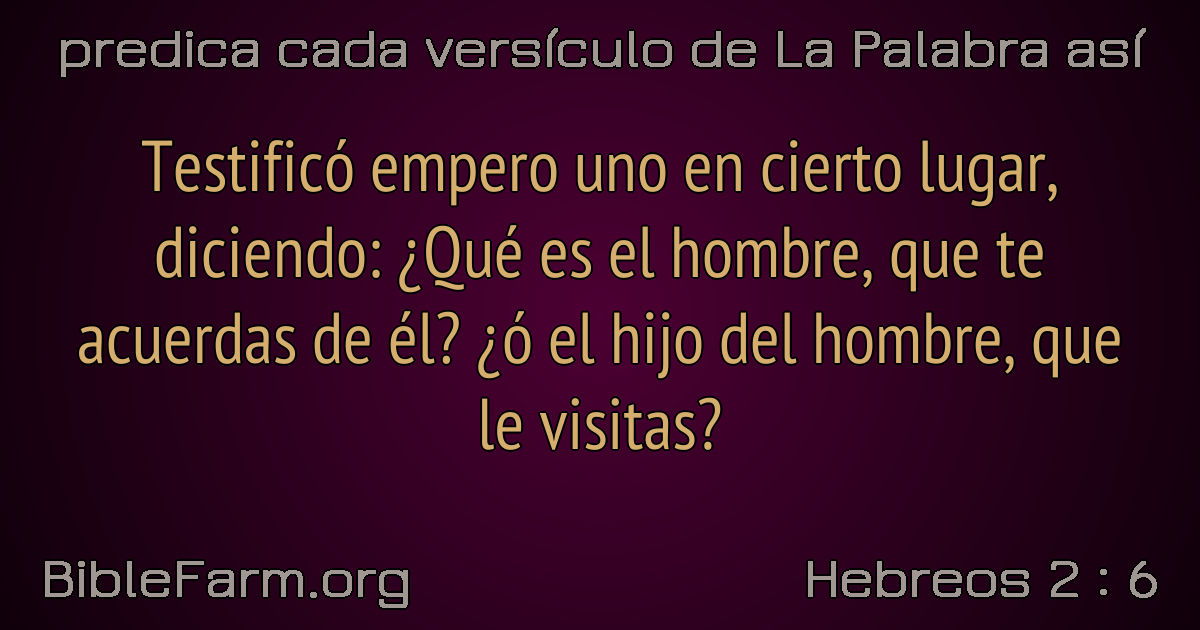 predica cada versículo de La Palabra así
Testificó empero uno en cierto lugar,
diciendo: ¿Qué es el hombre, que te
acuerdas de él? ¿ó el hijo del hombre, que
le visitas?
BibleFarm.org
Hebreos 2 : 6